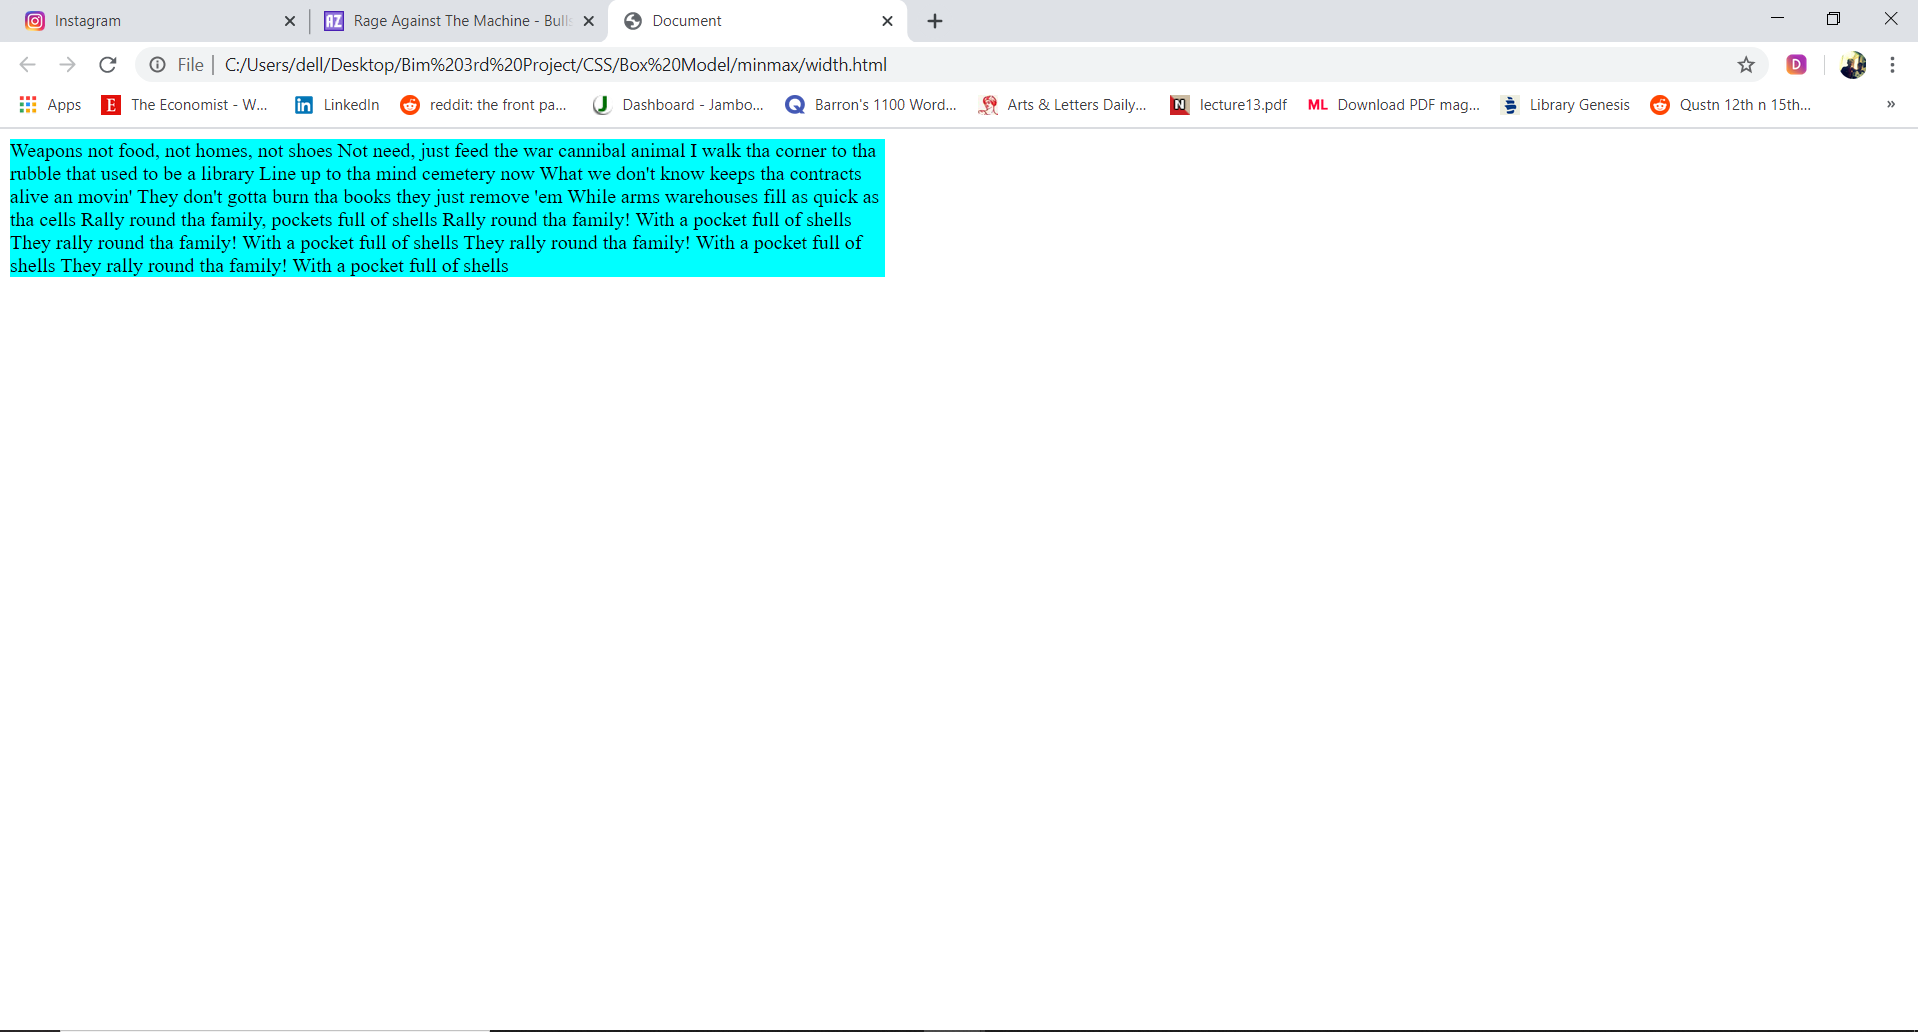 Instagram
Rage Against The Machine - Bulls
Document
File | C:/Users/dell/Desktop/Bim%203rd%20Project/CSS/Box%20Model/minmax/width.html
D
Apps
E The Economist - W...
in LinkedIn
reddit: the front pa...
J Dashboard - Jambo...
Q Barron's 1100 Word...
Arts & Letters Daily...
N lecture13.pdf
ML Download PDF mag...
Library Genesis
Qustn 12th n 15th...
»
Weapons not food, not homes, not shoes Not need, just feed the war cannibal animal I walk tha corner to tha
rubble that used to be a library Line up to tha mind cemetery now What we don't know keeps tha contracts
alive an movin' They don't gotta burn tha books they just remove 'em While arms warehouses fill as quick as
tha cells Rally round tha family, pockets full of shells Rally round tha family! With a pocket full of shells
They rally round tha family! With a pocket full of shells They rally round tha family! With a pocket full of
shells They rally round tha family! With a pocket full of shells